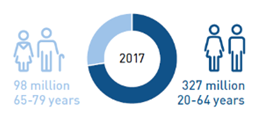 2017
98 million
65-79 years
327 million
20-64 years